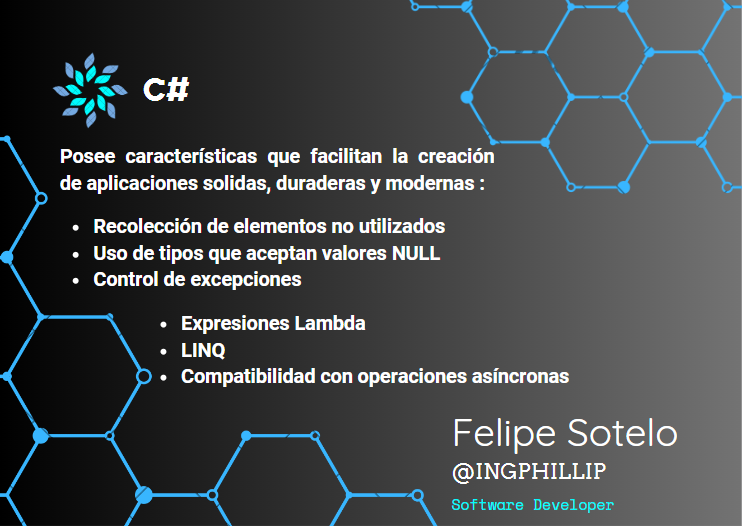 C#
Posee características que facilitan la creación
de aplicaciones solidas, duraderas y modernas :
• Recolección de elementos no utilizados
• Uso de tipos que aceptan valores NULL
• Control de excepciones
• Expresiones Lambda
• LINQ
• Compatibilidad con operaciones asíncronas
Felipe Sotelo
@INGPHILLIP
Software Developer